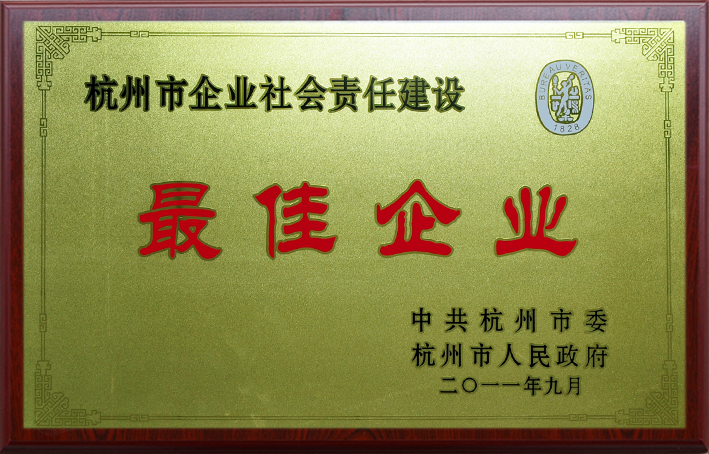 杭州市企业社会责任建设
BUREAU VERITAS
1828
最佳企业
中共杭州市委
杭州市人民政府
二〇一一年九月